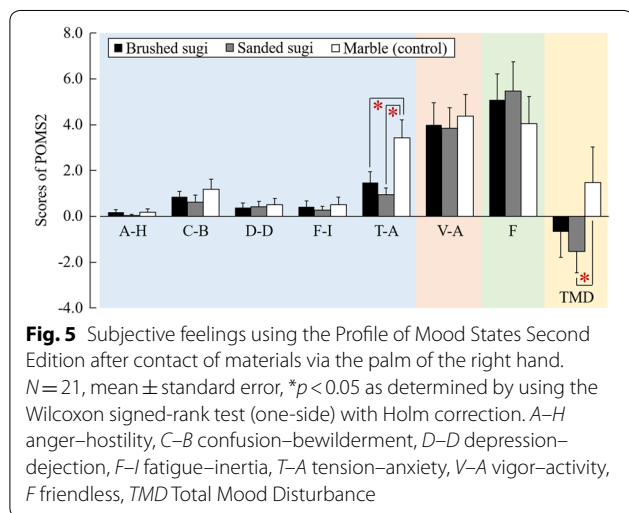 8.0
Brushed sugi Sanded sugi Marble (control)
6.0
4.0
2.0
0.0
-2.0
-4.0
Scores of POMS2
* *
A-H C-B D-D F-I T-A V-A F
*
TMD
Fig. 5 Subjective feelings using the Profile of Mood States Second
Edition after contact of materials via the palm of the right hand.
N = 21, mean ± standard error, *p < 0.05 as determined by using the
Wilcoxon signed-rank test (one-side) with Holm correction. A–H
anger–hostility, C–B confusion–bewilderment, D–D depression–
dejection, F–I fatigue–inertia, T–A tension–anxiety, V–A vigor–activity,
F friendless, TMD Total Mood Disturbance